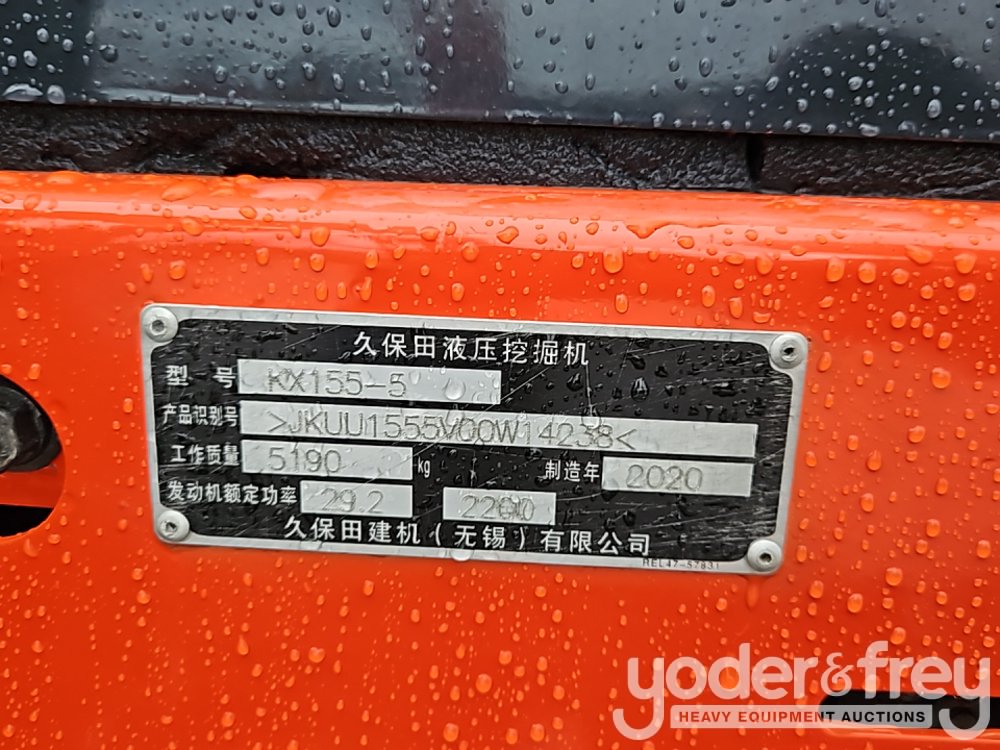 久保田液压挖掘机
型 号 KX155-5
产品识别号 >JKUU1555V00W14238<
工作质量 5190 kg 制造年 2020
发动机额定功率 29.2 2200
久保田建机(无锡)有限公司
REL47-57831
yoder&frey
HEAVY EQUIPMENT AUCTIONS